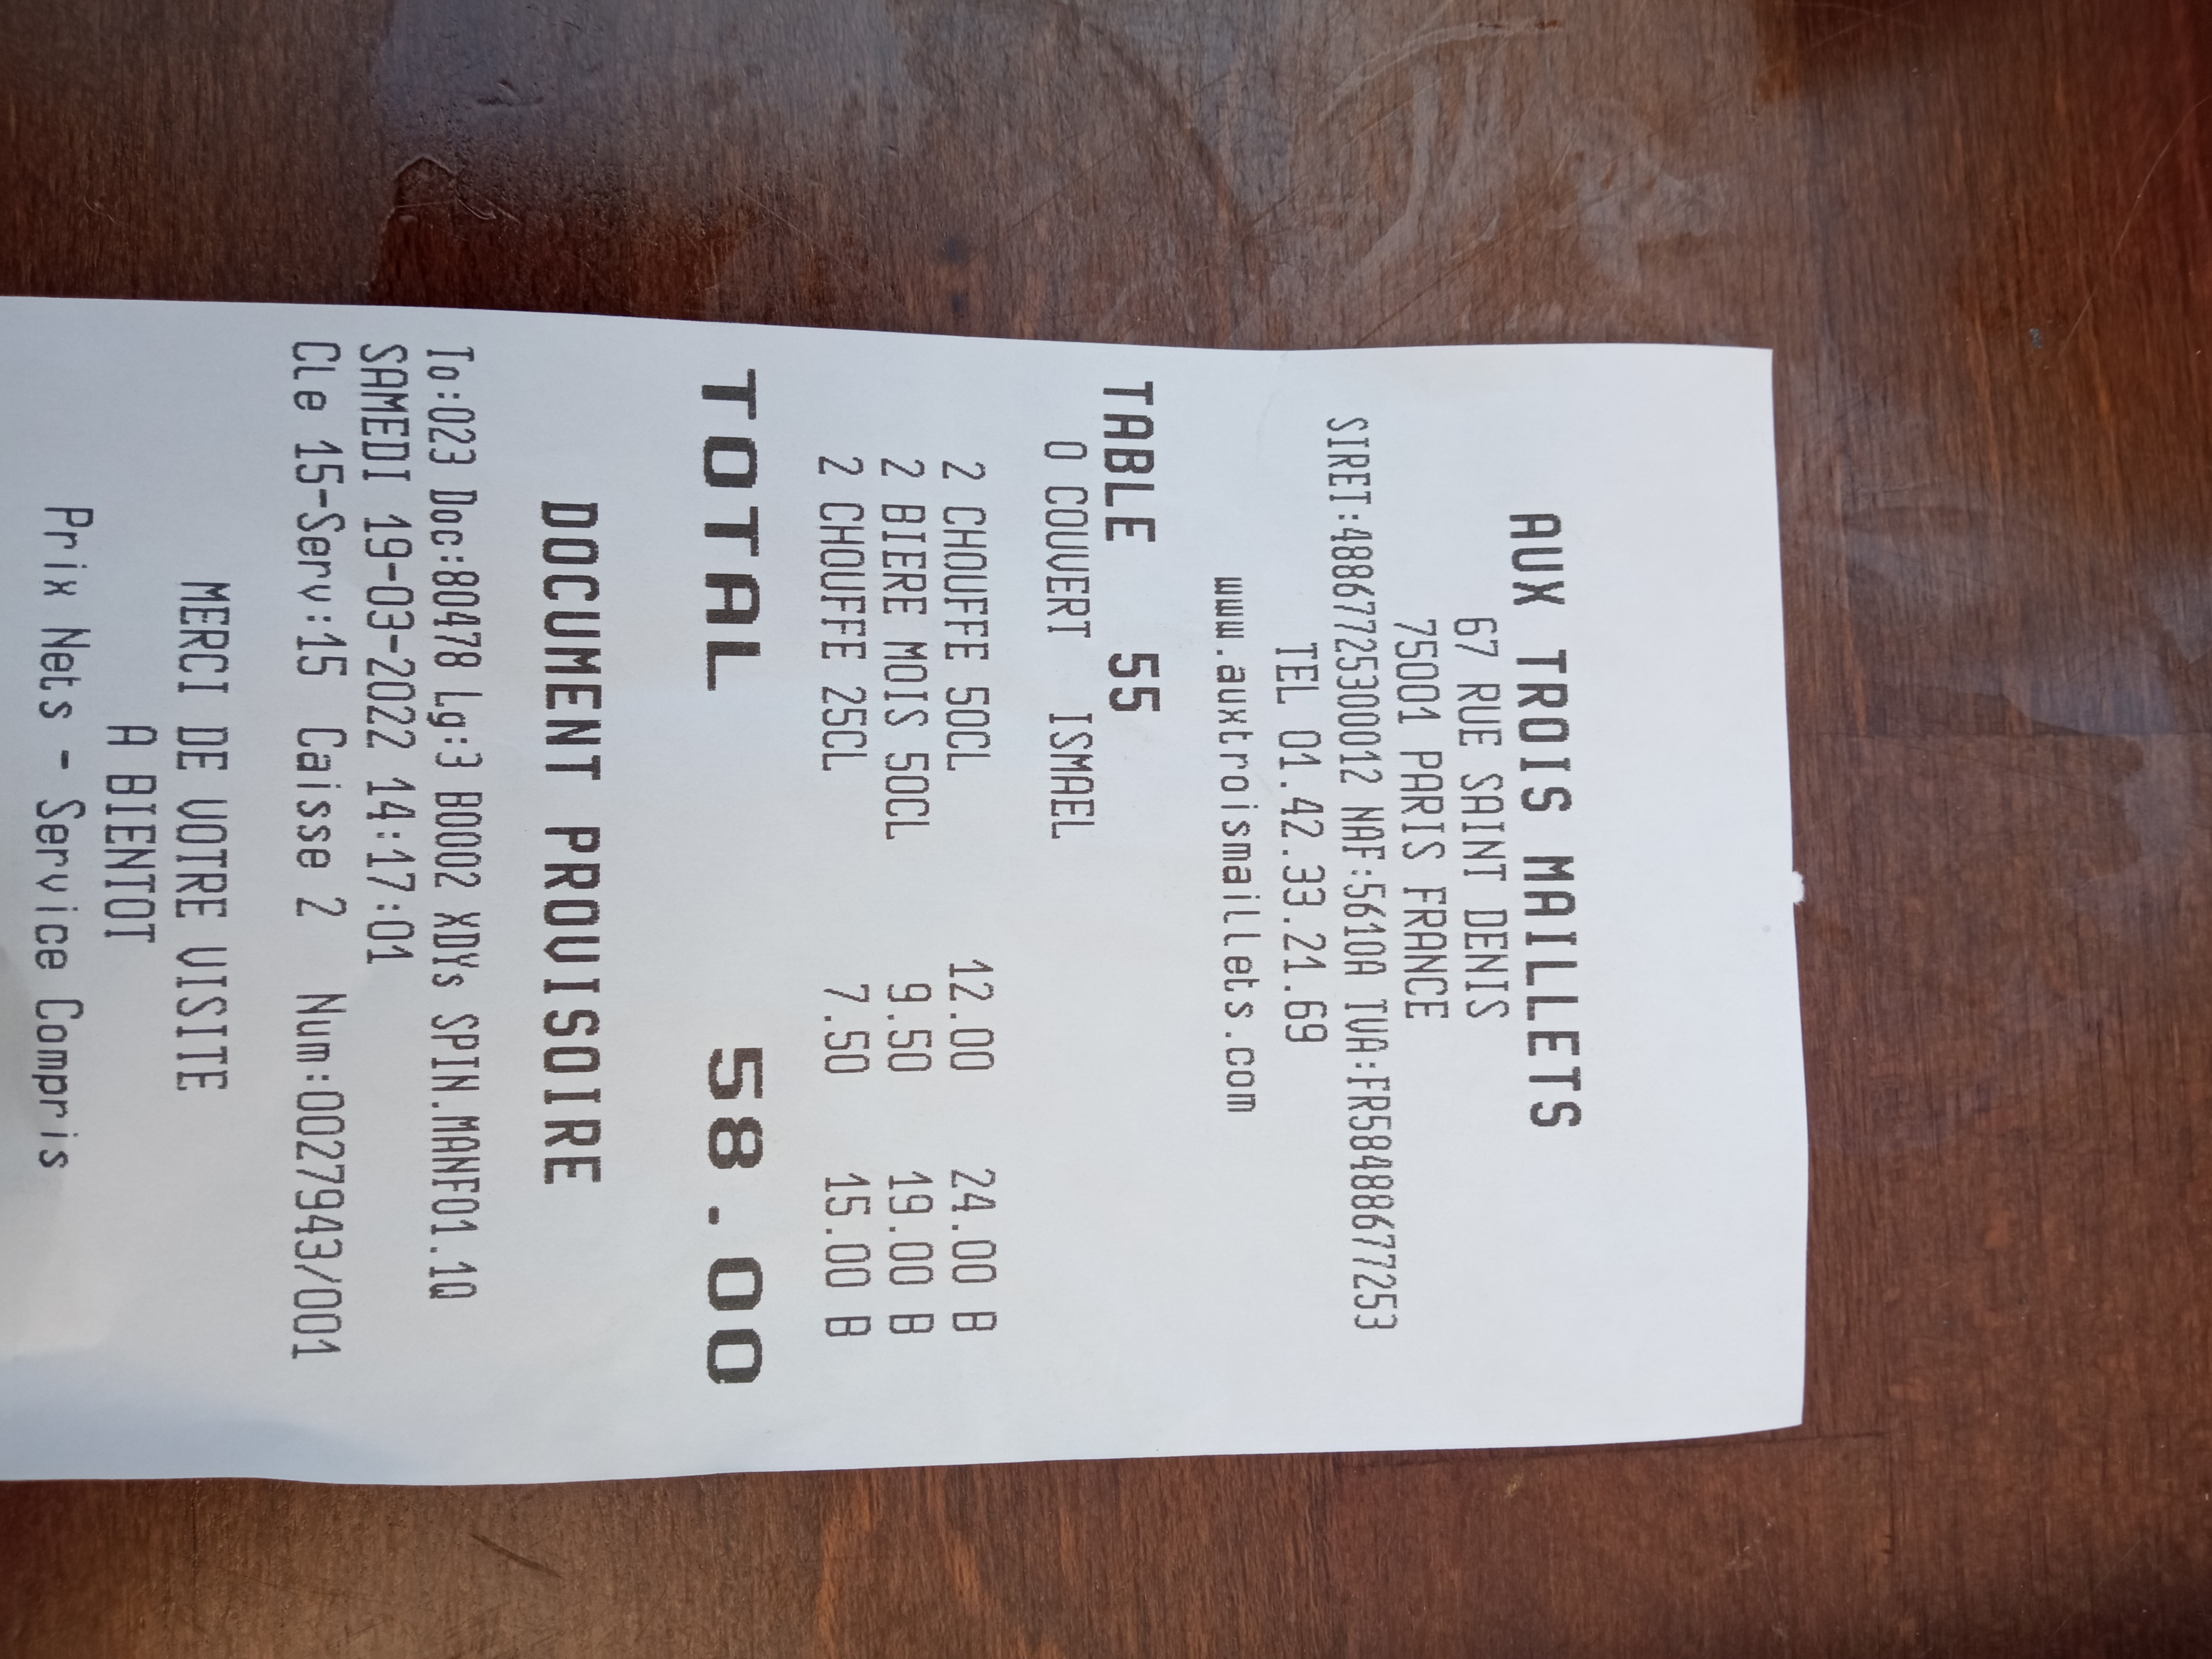 AUX TROIS MAILLETS
67 RUE SAINT DENIS
75001 PARIS FRANCE
SIRET:48867725300012 NAF:5610A TVA:FR58488677253
TEL 01.42.33.21.69
www.auxtroismaillets.com
TABLE 55
0 COUVERT ISMAEL
2 CHOUFFE 50CL 12.00 24.00 B
2 BIERE MOIS 50CL 9.50 19.00 B
2 CHOUFFE 25CL 7.50 15.00 B
TOTAL 58.00
DOCUMENT PROVISOIRE
To:023 Doc:80478 Lg:3 B0002 XDYs SPIN.MANF01.1Q
SAMEDI 19-03-2022 14:17:01
Cle 15-Serv:15 Caisse 2 Num:0027943/001
MERCI DE VOTRE VISITE
A BIENTOT
Prix Nets - Service Compris